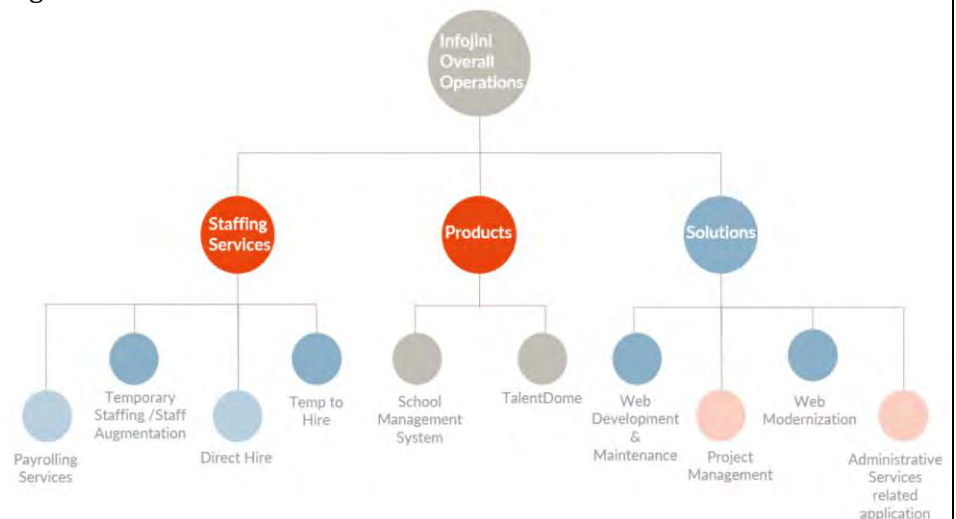 Infojini
Overall
Operations
Staffing
Services
Products
Solutions
Payrolling
Services
Temporary
Staffing /Staff
Augmentation
Direct Hire
Temp to
Hire
School
Management
System
TalentDome
Web
Development
&
Maintenance
Project
Management
Web
Modernization
Administrative
Services
related
application